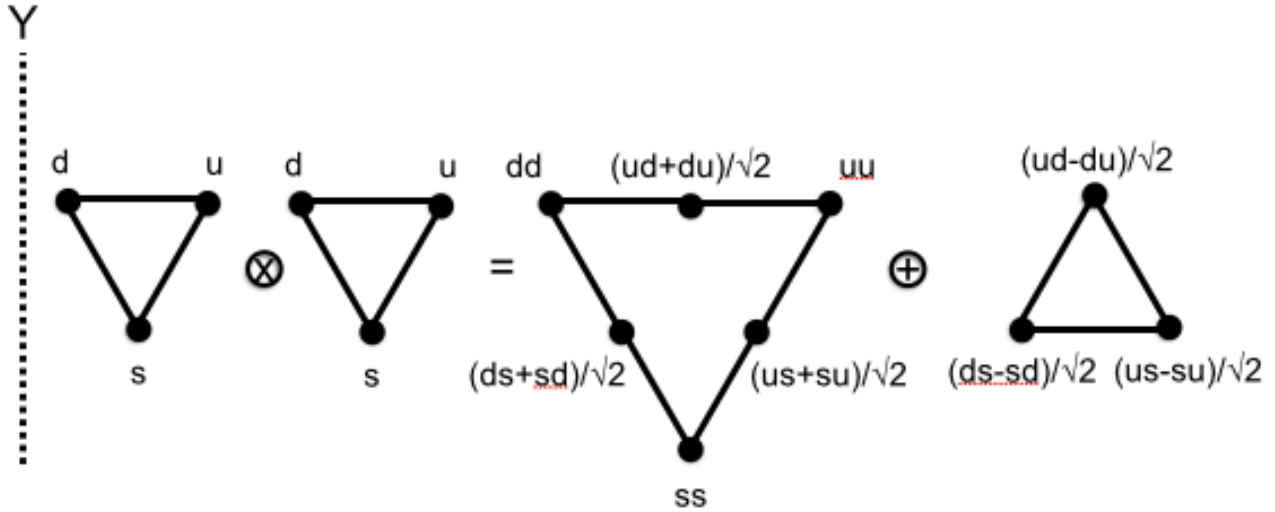 Y
d u d u dd (ud+du)/√2 uu (ud-du)/√2
ⓧ = ⊕
s s (ds+sd)/√2 (us+su)/√2 (ds-sd)/√2 (us-su)/√2
ss